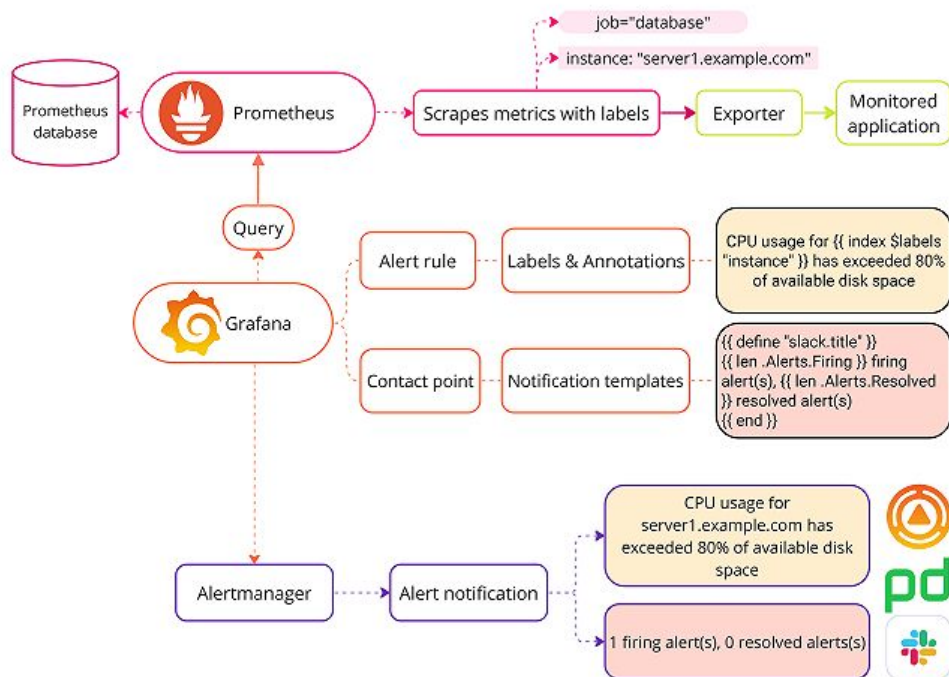 job="database"
instance: "server1.example.com"
Prometheus
database
Prometheus
Scrapes metrics with labels
Exporter
Monitored
application
Query
Grafana
Alert rule
Labels & Annotations
CPU usage for {{ index $labels
"instance" }} has exceeded 80%
of available disk space
Contact point
Notification templates
{{ define "slack.title" }}
{{ len .Alerts.Firing }} firing
alert(s), {{ len .Alerts.Resolved
}} resolved alert(s)
{{ end }}
Alertmanager
Alert notification
CPU usage for
server1.example.com has
exceeded 80% of available disk
space
pd
1 firing alert(s), 0 resolved alerts(s)